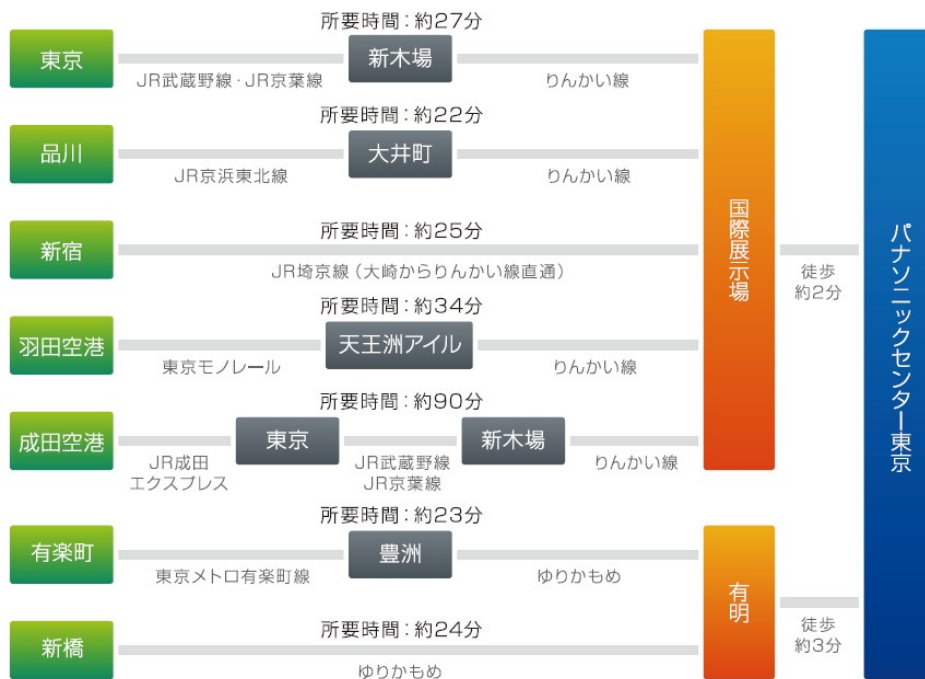 所要時間：約27分
東京
新木場
JR武蔵野線・JR京葉線
りんかい線
所要時間：約22分
品川
大井町
JR京浜東北線
りんかい線
所要時間：約25分
新宿
JR埼京線（大崎からりんかい線直通）
所要時間：約34分
羽田空港
天王洲アイル
東京モノレール
りんかい線
所要時間：約90分
成田空港
東京
新木場
JR成田
エクスプレス
JR武蔵野線
JR京葉線
りんかい線
国際展示場
徒歩
約2分
所要時間：約23分
有楽町
豊洲
東京メトロ有楽町線
ゆりかもめ
所要時間：約24分
新橋
ゆりかもめ
有明
徒歩
約3分
パナソニックセンター東京